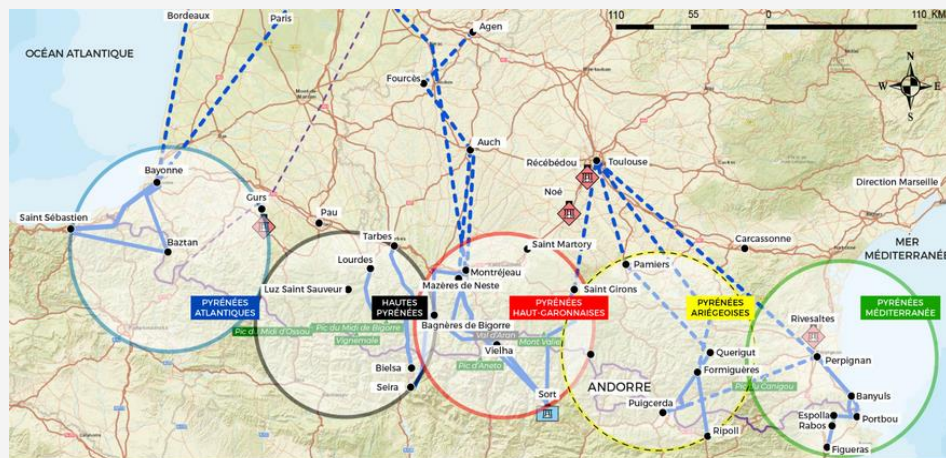 Bordeaux
Paris
Agen
110
55
0
110 KM
OCÉAN ATLANTIQUE
N
W
E
S
Fourcès
Auch
Récébédou
Toulouse
Noé
Bayonne
Direction Marseille
Gurs
Pau
Saint Sébastien
Tarbes
Saint Martory
Carcassonne
MER
MÉDITERRANÉE
Baztan
Lourdes
Montréjeau
Pamiers
Mazères de Neste
Luz Saint Sauveur
Saint Girons
PYRÉNÉES
ATLANTIQUES
HAUTES
PYRÉNÉES
PYRÉNÉES
HAUT-GARONNAISES
PYRÉNÉES
ARIÉGEOISES
PYRÉNÉES
MÉDITERRANÉE
Rivesaltes
Bagnères de Bigorre
Pic du Midi d'Ossau
Pic du Midi de Bigorre
Vignemale
Val d'Aran
Mont Valier
Vielha
Querigut
Perpignan
Bielsa
Pic d'Aneto
Formiguères
Seira
Sort
ANDORRE
Pic du Canigou
Puigcerda
Banyuls
Espolla
Portbou
Rabos
Ripoll
Figueras